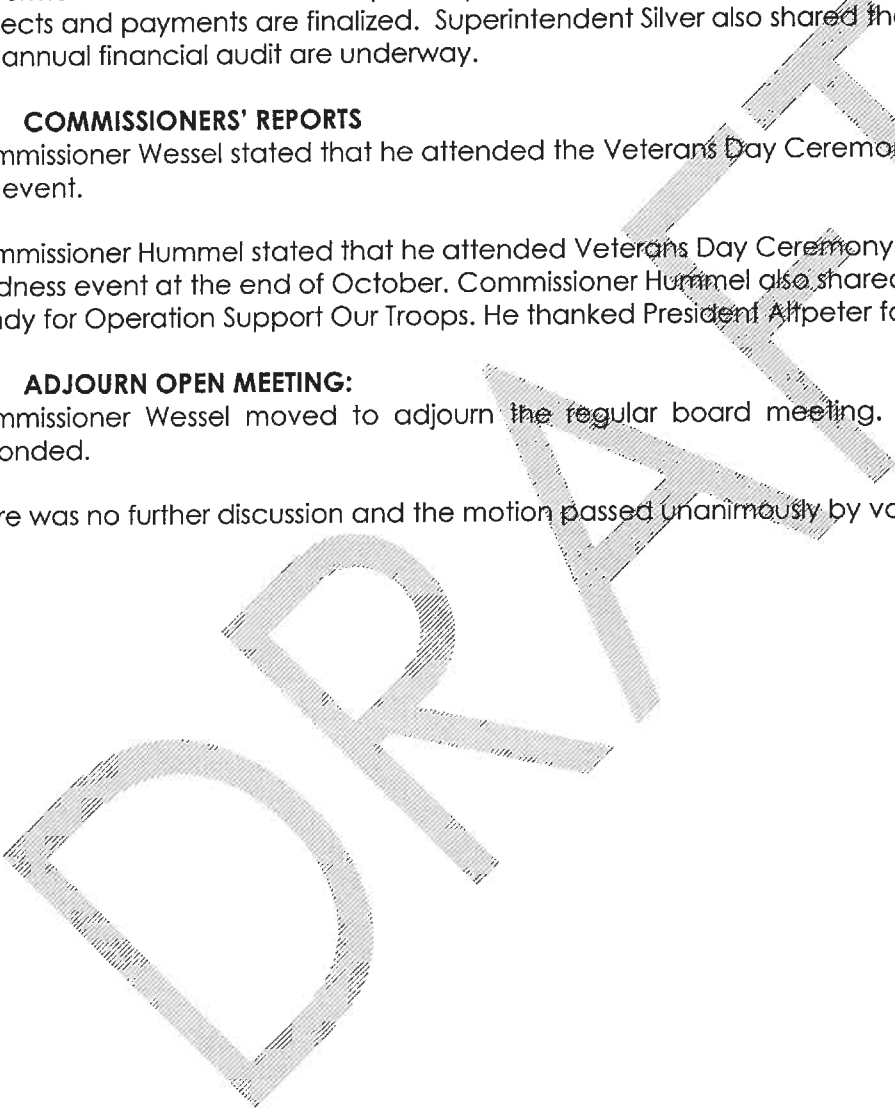 ects and payments are finalized. Superintendent Silver also shared the
annual financial audit are underway.
COMMISSIONERS' REPORTS
mmissioner Wessel stated that he attended the Veterans Day Ceremo
event.
mmissioner Hummel stated that he attended Veterans Day Ceremony
dness event at the end of October. Commissioner Hummel also shared
dy for Operation Support Our Troops. He thanked President Altpeter fo
ADJOURN OPEN MEETING:
mmissioner Wessel moved to adjourn the regular board meeting.
onded.
re was no further discussion and the motion passed unanimously by vo
DRAFT